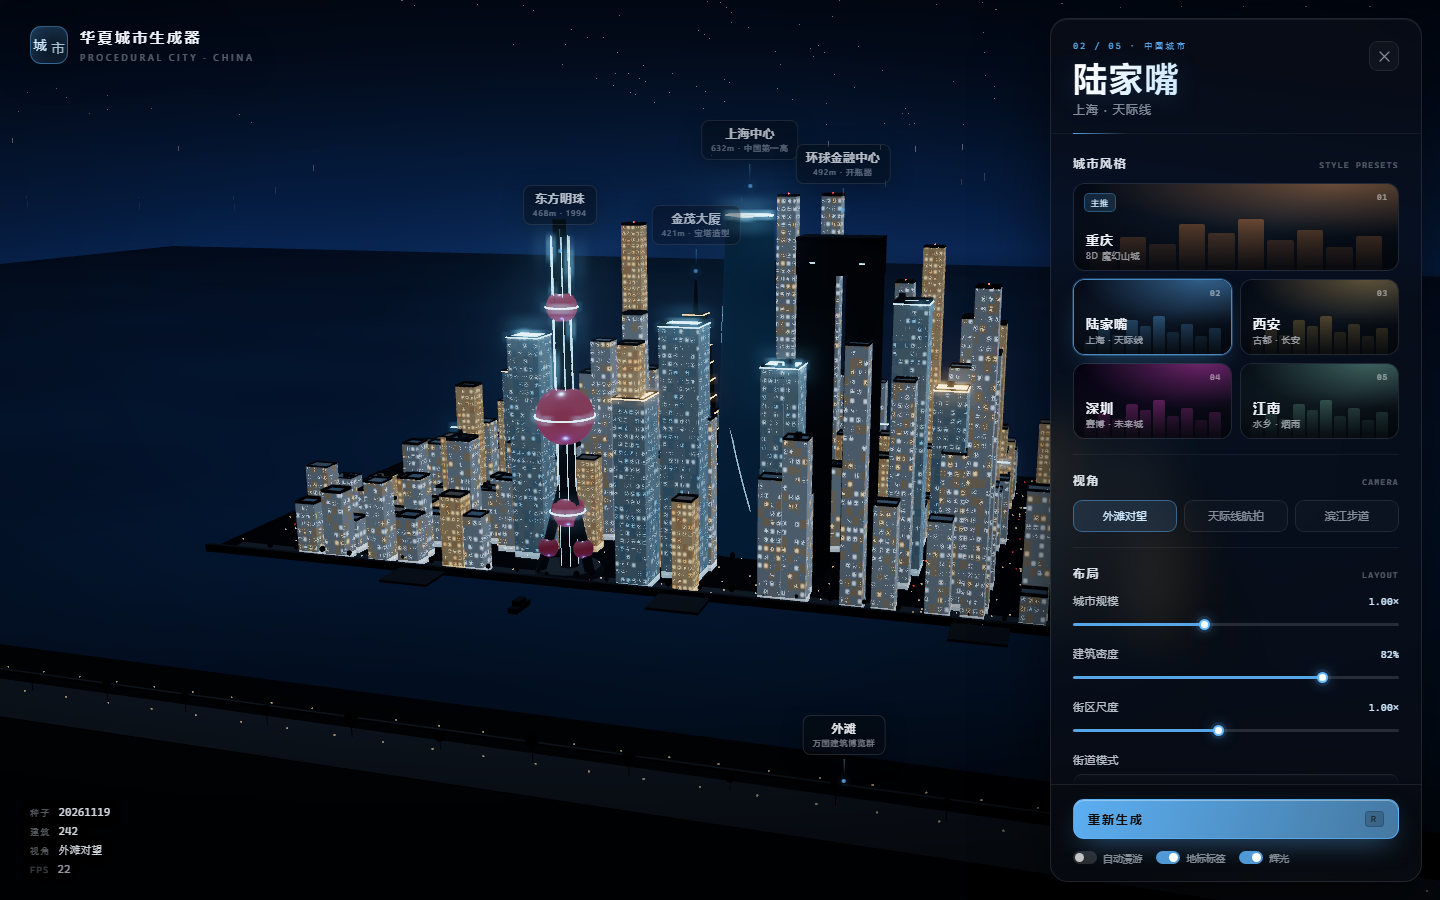 城市
华夏城市生成器
PROCEDURAL CITY · CHINA
上海中心
632m · 中国第一高
环球金融中心
492m · 开瓶器
东方明珠
468m · 1994
金茂大厦
421m · 宝塔造型
外滩
万国建筑博览群
种子 20261119
建筑 242
视角 外滩对望
FPS 22
02 / 05 · 中国城市
陆家嘴
上海 · 天际线
城市风格 STYLE PRESETS
主推 01
重庆
8D 魔幻山城
02
陆家嘴
上海 · 天际线
03
西安
古都 · 长安
04
深圳
赛博 · 未来城
05
江南
水乡 · 烟雨
视角 CAMERA
外滩对望 天际线航拍 滨江步道
布局 LAYOUT
城市规模 1.00×
建筑密度 82%
街区尺度 1.00×
街道模式
重新生成 R
自动漫游 地标标签 辉光